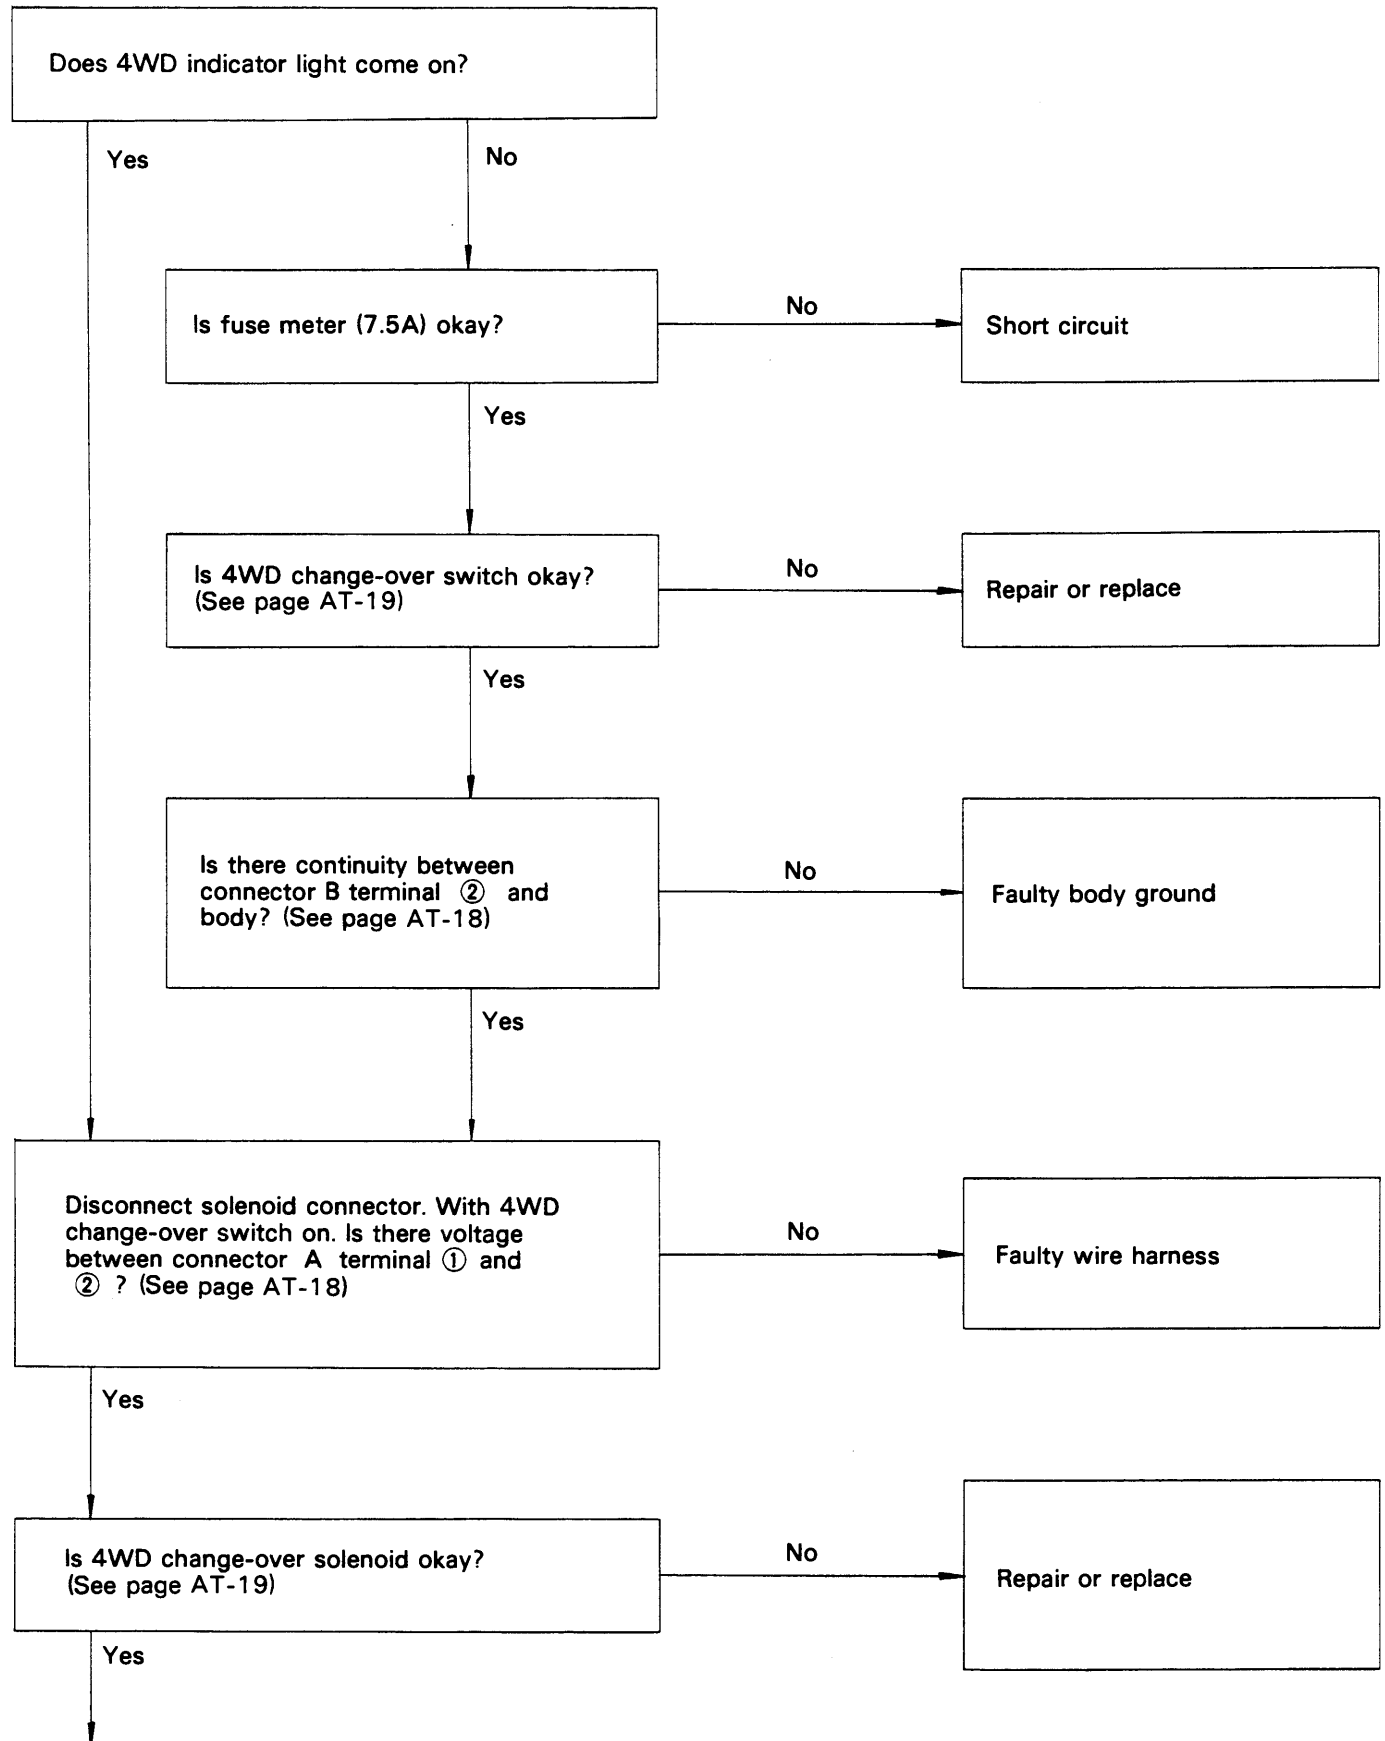 Does 4WD indicator light come on?
Yes
No
Is fuse meter (7.5A) okay?
No
Short circuit
Yes
Is 4WD change-over switch okay?
(See page AT-19)
No
Repair or replace
Yes
Is there continuity between
connector B terminal ② and
body? (See page AT-18)
No
Faulty body ground
Yes
Disconnect solenoid connector. With 4WD
change-over switch on. Is there voltage
between connector A terminal ① and
② ? (See page AT-18)
No
Faulty wire harness
Yes
Is 4WD change-over solenoid okay?
(See page AT-19)
No
Repair or replace
Yes